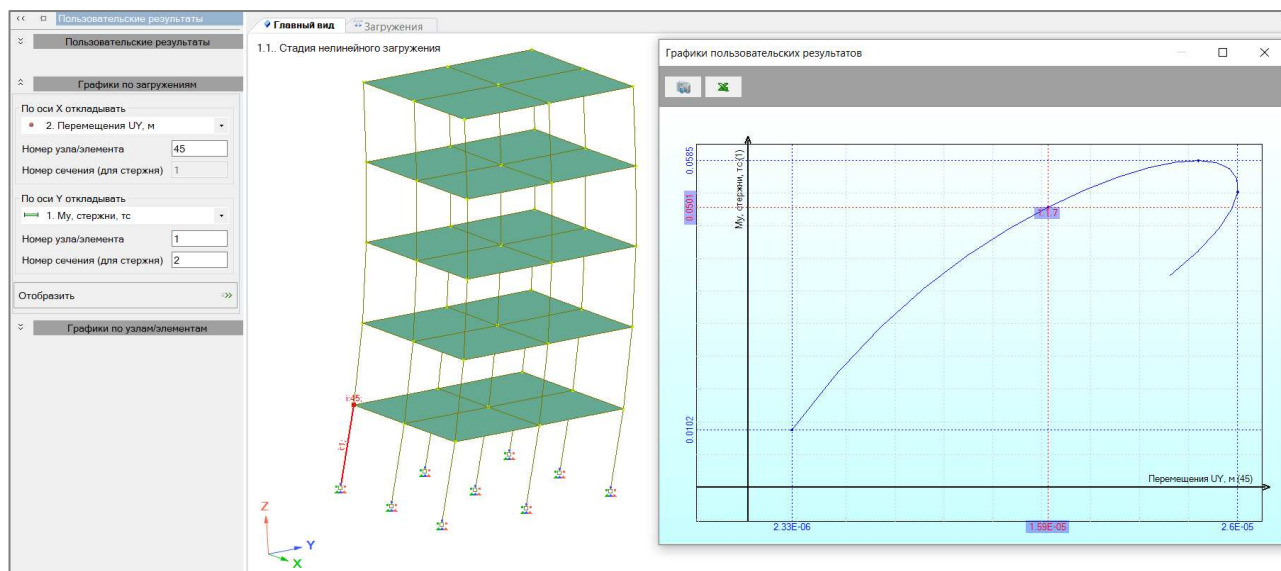 Пользовательские результаты
Пользовательские результаты
Графики по загружениям
По оси X откладывать
2. Перемещения UY, м
Номер узла/элемента 45
Номер сечения (для стержня) 1
По оси Y откладывать
1. My, стержни, тс
Номер узла/элемента 1
Номер сечения (для стержня) 2
Отобразить
Графики по узлам/элементам
Главный вид
Загружения
1.1.. Стадия нелинейного загружения
i:45;
i:1;
Z
Y
X
Графики пользовательских результатов
My, стержни, тс (1)
0.0585
0.0501
0.0102
1.1.7
Перемещения UY, м (45)
2.33E-06
1.59E-05
2.6E-05